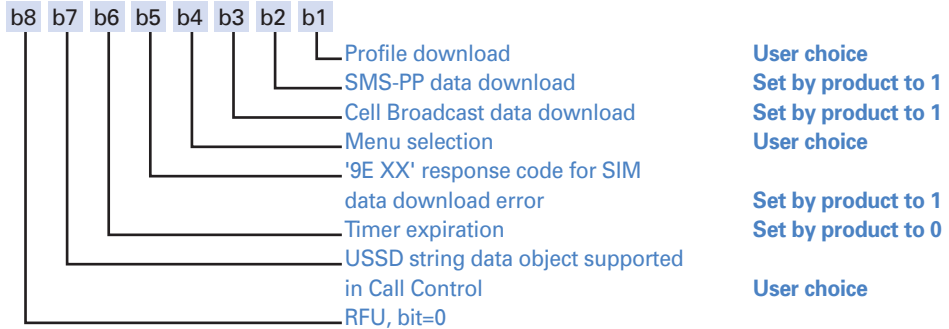 b8 b7 b6 b5 b4 b3 b2 b1
Profile download User choice
SMS-PP data download Set by product to 1
Cell Broadcast data download Set by product to 1
Menu selection User choice
'9E XX' response code for SIM
data download error Set by product to 1
Timer expiration Set by product to 0
USSD string data object supported
in Call Control User choice
RFU, bit=0